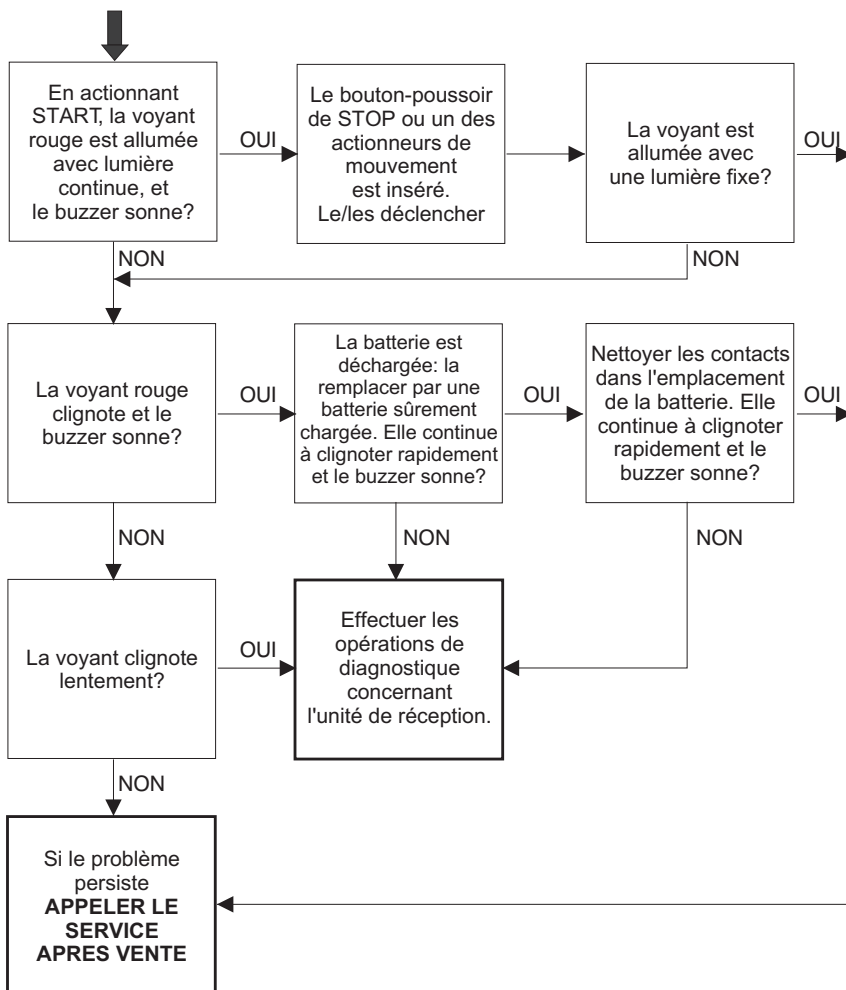 En actionnant
START, la voyant
rouge est allumée
avec lumière
continue, et
le buzzer sonne?
OUI
Le bouton-poussoir
de STOP ou un des
actionneurs de
mouvement
est inséré.
Le/les déclencher
La voyant est
allumée avec
une lumière fixe?
OUI
NON
NON
La voyant rouge
clignote et le
buzzer sonne?
OUI
La batterie est
déchargée: la
remplacer par une
batterie sûrement
chargée. Elle continue
à clignoter rapidement
et le buzzer sonne?
OUI
Nettoyer les contacts
dans l'emplacement
de la batterie. Elle
continue à clignoter
rapidement et le
buzzer sonne?
OUI
NON
NON
NON
La voyant clignote
lentement?
OUI
Effectuer les
opérations de
diagnostique
concernant
l'unité de réception.
NON
Si le problème
persiste
APPELER LE
SERVICE
APRES VENTE